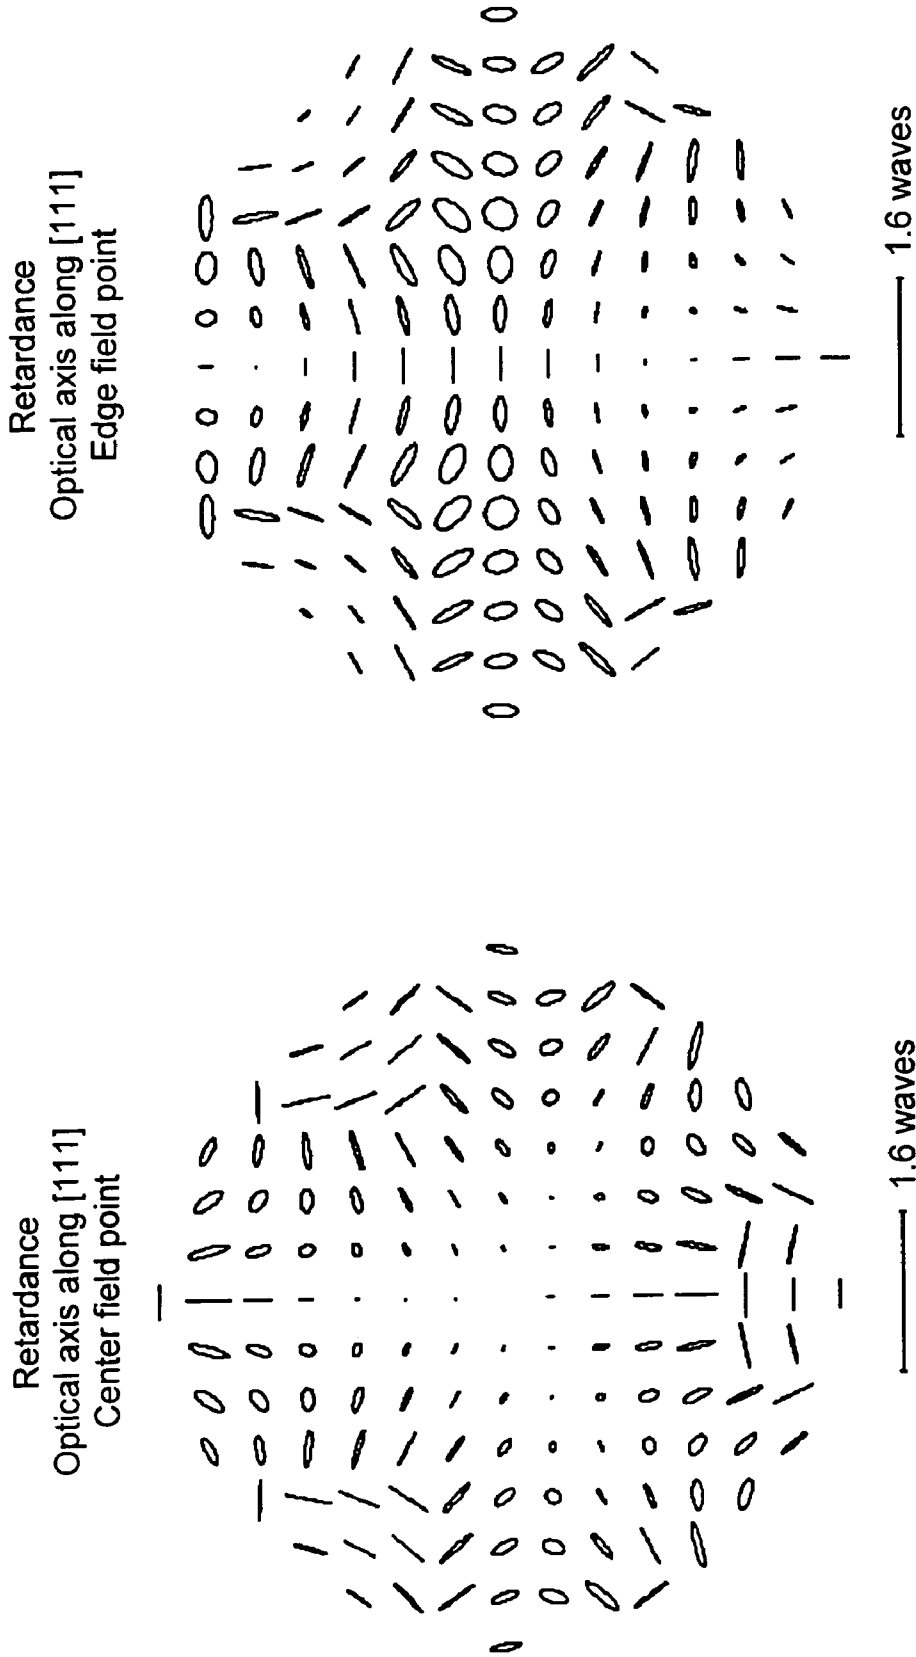 Retardance
Optical axis along [111]
Edge field point
1.6 waves
Retardance
Optical axis along [111]
Center field point
1.6 waves